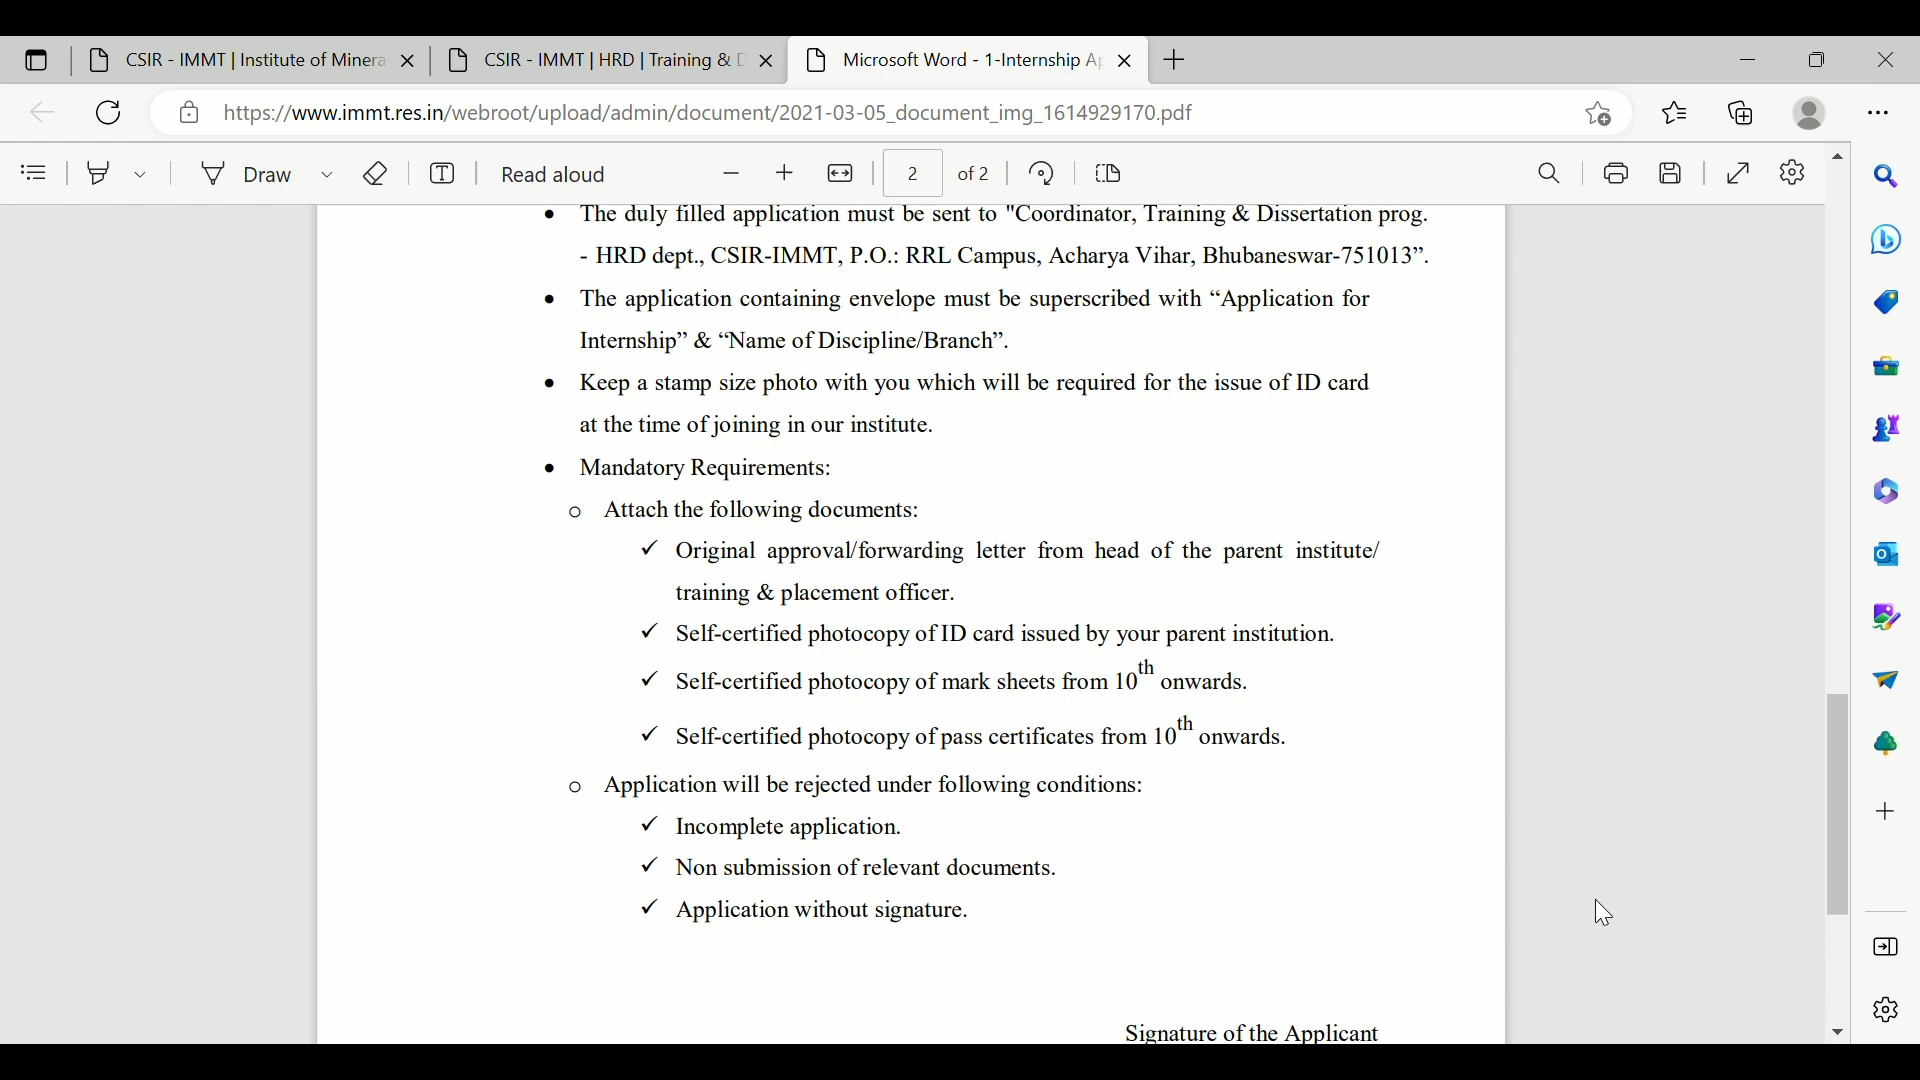 CSIR - IMMT | Institute of Minera
CSIR - IMMT | HRD | Training & D
Microsoft Word - 1-Internship Ap
https://www.immt.res.in/webroot/upload/admin/document/2021-03-05_document_img_1614929170.pdf
Draw
Read aloud
2
of 2
• The duly filled application must be sent to "Coordinator, Training & Dissertation prog.
- HRD dept., CSIR-IMMT, P.O.: RRL Campus, Acharya Vihar, Bhubaneswar-751013”.
• The application containing envelope must be superscribed with “Application for
Internship” & “Name of Discipline/Branch”.
• Keep a stamp size photo with you which will be required for the issue of ID card
at the time of joining in our institute.
• Mandatory Requirements:
o Attach the following documents:
✓ Original approval/forwarding letter from head of the parent institute/
training & placement officer.
✓ Self-certified photocopy of ID card issued by your parent institution.
✓ Self-certified photocopy of mark sheets from 10th onwards.
✓ Self-certified photocopy of pass certificates from 10th onwards.
o Application will be rejected under following conditions:
✓ Incomplete application.
✓ Non submission of relevant documents.
✓ Application without signature.
Signature of the Applicant